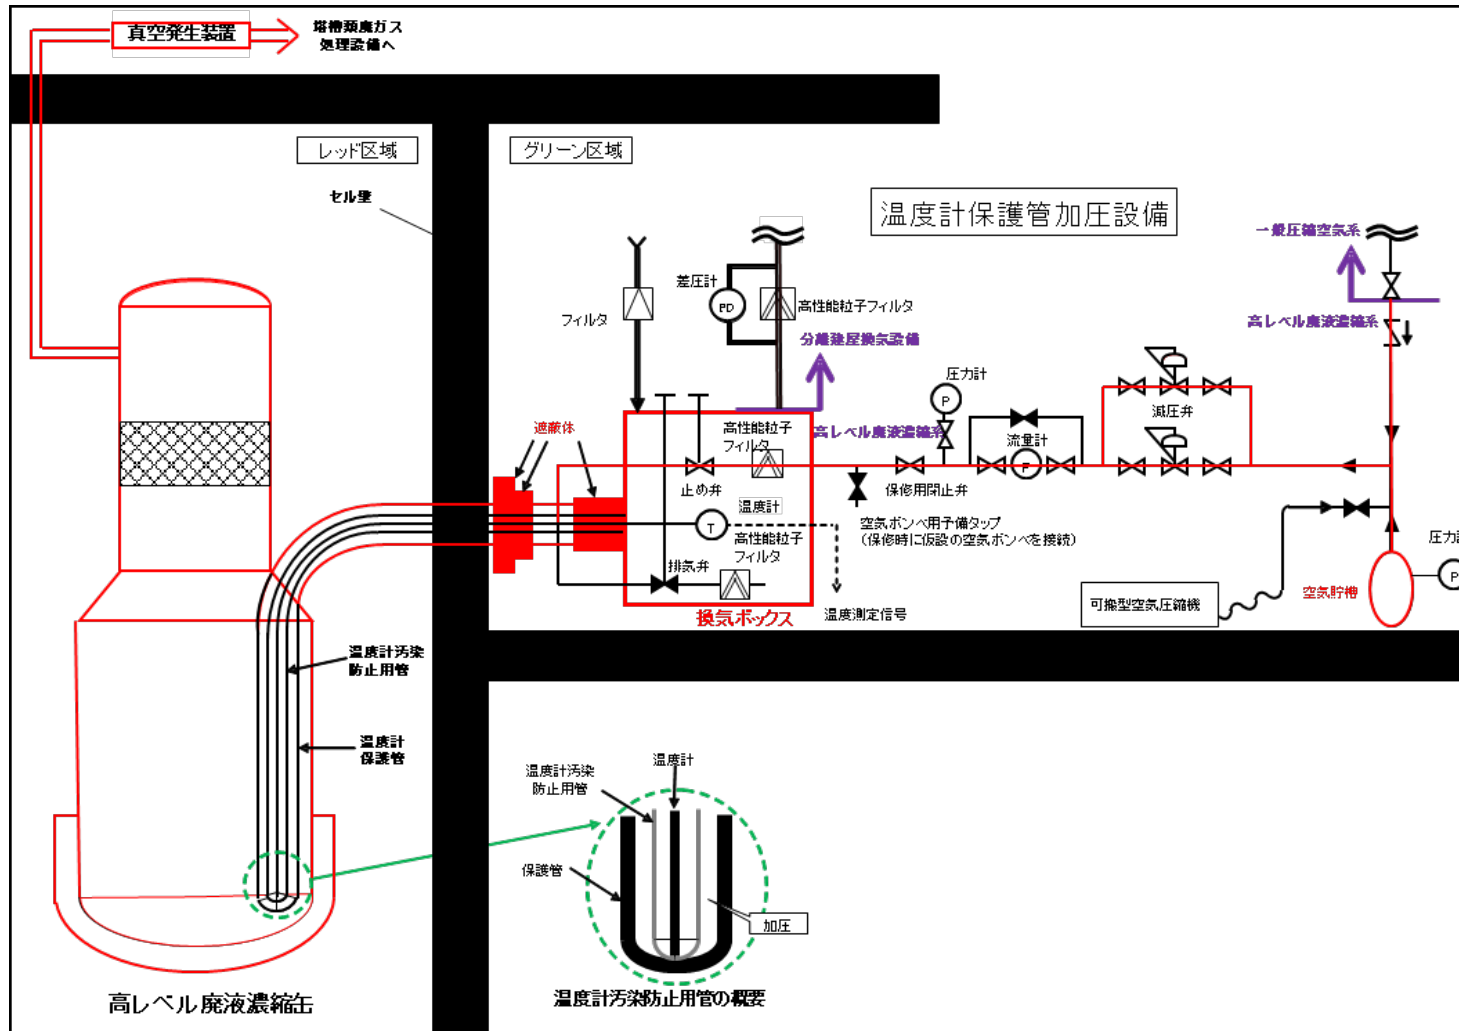 真空発生装置
塔槽類廃ガス
処理設備へ
レッド区域
グリーン区域
セル壁
温度計保護管加圧設備
一般圧縮空気系
差圧計
PD
フィルタ
高性能粒子フィルタ
高レベル廃液濃縮系
分離建屋換気設備
圧力計
P
減圧弁
遮蔽体
高性能粒子
フィルタ
高レベル廃液濃縮系
流量計
F
止め弁
保修用閉止弁
温度計
T
空気ボンベ用予備タップ
(保修時に仮設の空気ボンベを接続)
高性能粒子
フィルタ
排気弁
圧力計
P
可搬型空気圧縮機
空気貯槽
換気ボックス
温度測定信号
温度計汚染
防止用管
温度計
保護管
温度計
温度計汚染
防止用管
保護管
加圧
高レベル廃液濃縮缶
温度計汚染防止用管の概要